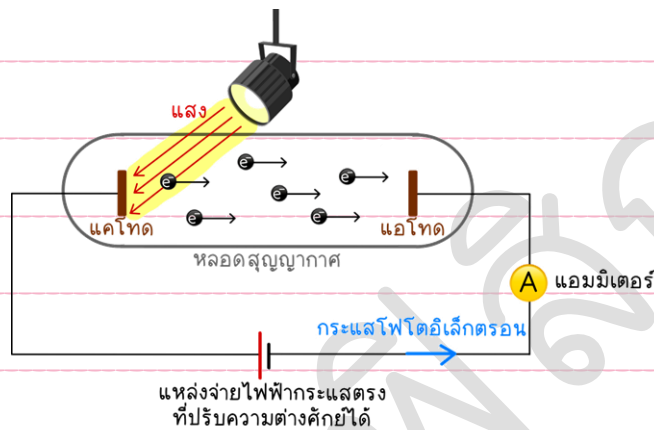 แสง
e⁻
e⁻
e⁻
e⁻
e⁻
e⁻
แคโทด
แอโทด
หลอดสุญญากาศ
A แอมมิเตอร์
กระแสโฟโตอิเล็กตรอน
แหล่งจ่ายไฟฟ้ากระแสตรง
ที่ปรับความต่างศักย์ได้